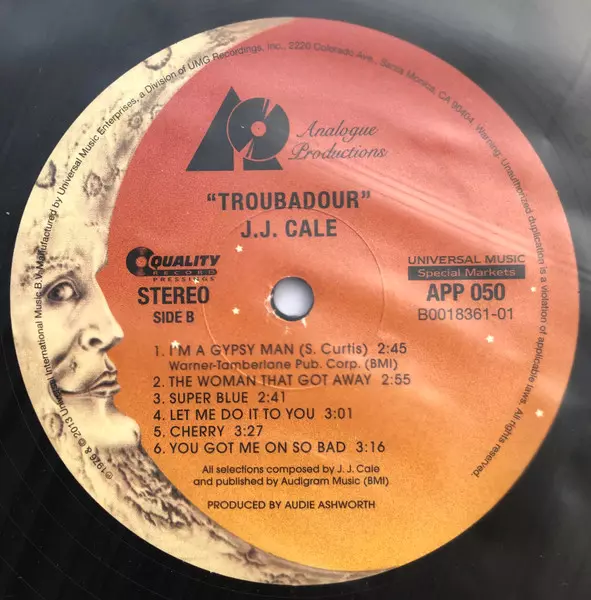 Analogue
Productions
"TROUBADOUR"
J.J. CALE
QUALITY
RECORD
PRESSINGS
STEREO
SIDE B
UNIVERSAL MUSIC
Special Markets
APP 050
B0018361-01
1. I'M A GYPSY MAN (S. Curtis) 2:45
Warner-Tamberlane Pub. Corp. (BMI)
2. THE WOMAN THAT GOT AWAY 2:55
3. SUPER BLUE 2:41
4. LET ME DO IT TO YOU 3:01
5. CHERRY 3:27
6. YOU GOT ME ON SO BAD 3:16
All selections composed by J. J. Cale
and published by Audigram Music (BMI)
PRODUCED BY AUDIE ASHWORTH
℗1976 & © 2013 Universal International Music B.V. Manufactured by Universal Music Enterprises, a Division of UMG Recordings, Inc., 2220 Colorado Ave., Santa Monica, CA 90404. Warning: Unauthorized duplication is a violation of applicable laws. All rights reserved.